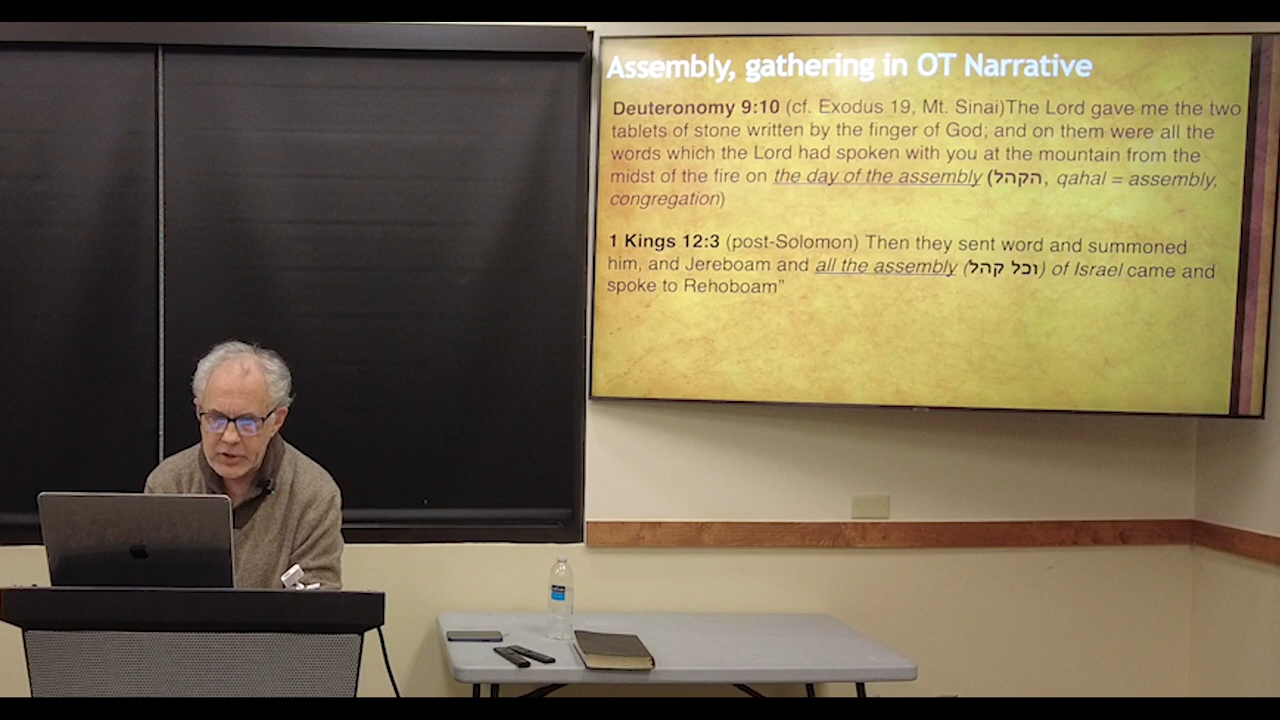 Assembly, gathering in OT Narrative
Deuteronomy 9:10 (cf. Exodus 19, Mt. Sinai)The Lord gave me the two
tablets of stone written by the finger of God; and on them were all the
words which the Lord had spoken with you at the mountain from the
midst of the fire on the day of the assembly (הקהל, qahal = assembly,
congregation)
1 Kings 12:3 (post-Solomon) Then they sent word and summoned
him, and Jereboam and all the assembly (וכל קהל) of Israel came and
spoke to Rehoboam”